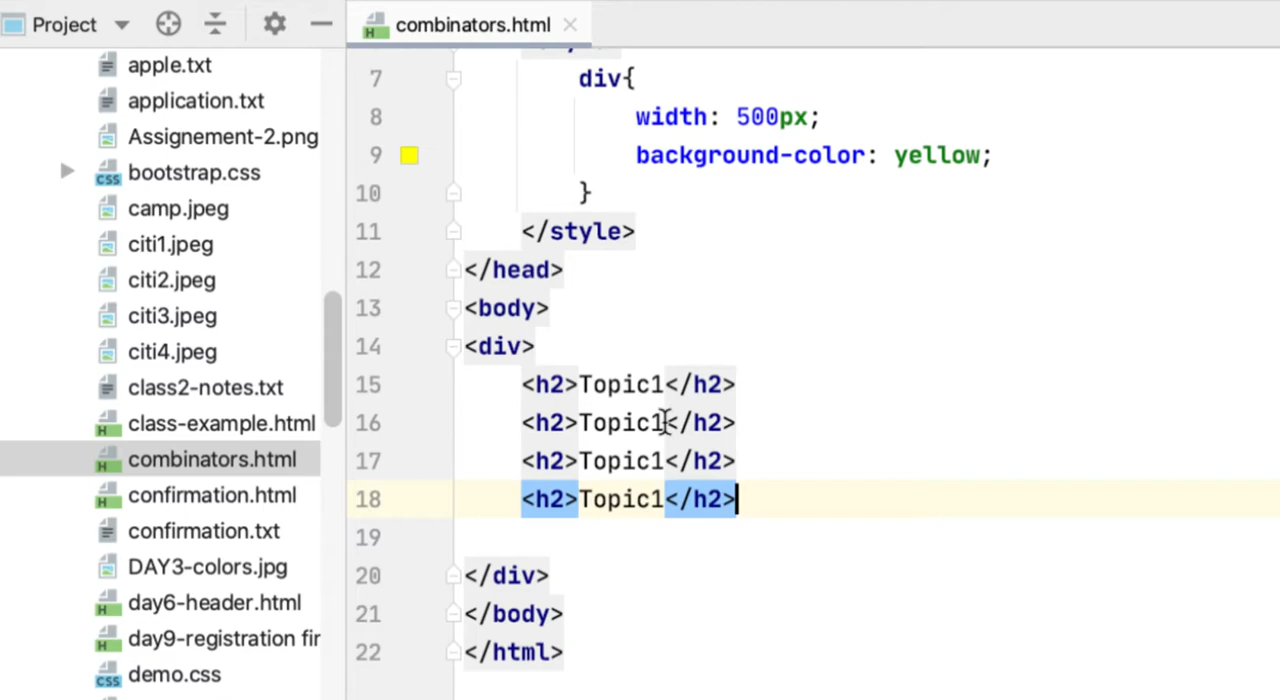 Project
combinators.html
apple.txt
application.txt
Assignement-2.png
bootstrap.css
camp.jpeg
citi1.jpeg
citi2.jpeg
citi3.jpeg
citi4.jpeg
class2-notes.txt
class-example.html
combinators.html
confirmation.html
confirmation.txt
DAY3-colors.jpg
day6-header.html
day9-registration fir
demo.css
7 div{
8 width: 500px;
9 background-color: yellow;
10 }
11 </style>
12 </head>
13 <body>
14 <div>
15 <h2>Topic1</h2>
16 <h2>Topic1</h2>
17 <h2>Topic1</h2>
18 <h2>Topic1</h2>
19
20 </div>
21 </body>
22 </html>